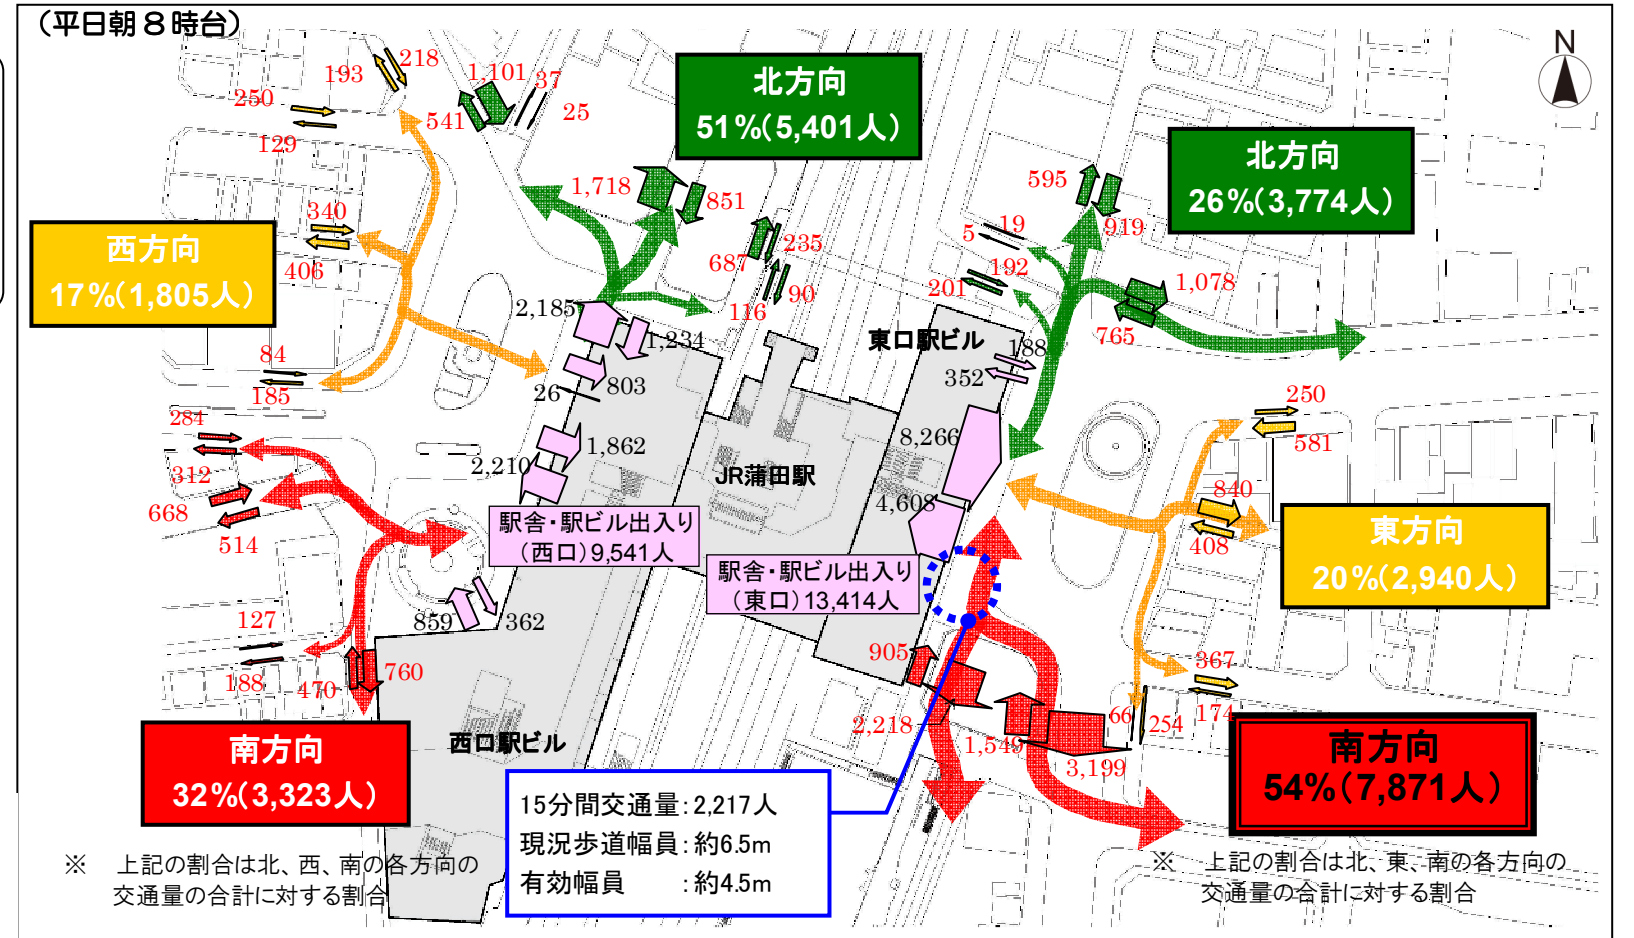 (平日朝8時台)
N
218
193
1,101
37
250
541
25
129
北方向
51%(5,401人)
北方向
26%(3,774人)
1,718
851
595
919
19
5
340
406
西方向
17%(1,805人)
235
687
90
116
192
201
1,078
765
2,185
1,234
東口駅ビル
188
352
84
185
803
26
250
581
284
312
8,266
1,862
2,210
JR蒲田駅
668
514
4,608
840
408
駅舎・駅ビル出入り
(西口)9,541人
東方向
20%(2,940人)
駅舎・駅ビル出入り
(東口)13,414人
859
362
127
188
470
760
905
367
174
66
254
2,218
1,549
3,199
南方向
32%(3,323人)
西口駅ビル
南方向
54%(7,871人)
15分間交通量:2,217人
現況歩道幅員:約6.5m
有効幅員 :約4.5m
※ 上記の割合は北、西、南の各方向の
交通量の合計に対する割合
※ 上記の割合は北、東、南の各方向の
交通量の合計に対する割合